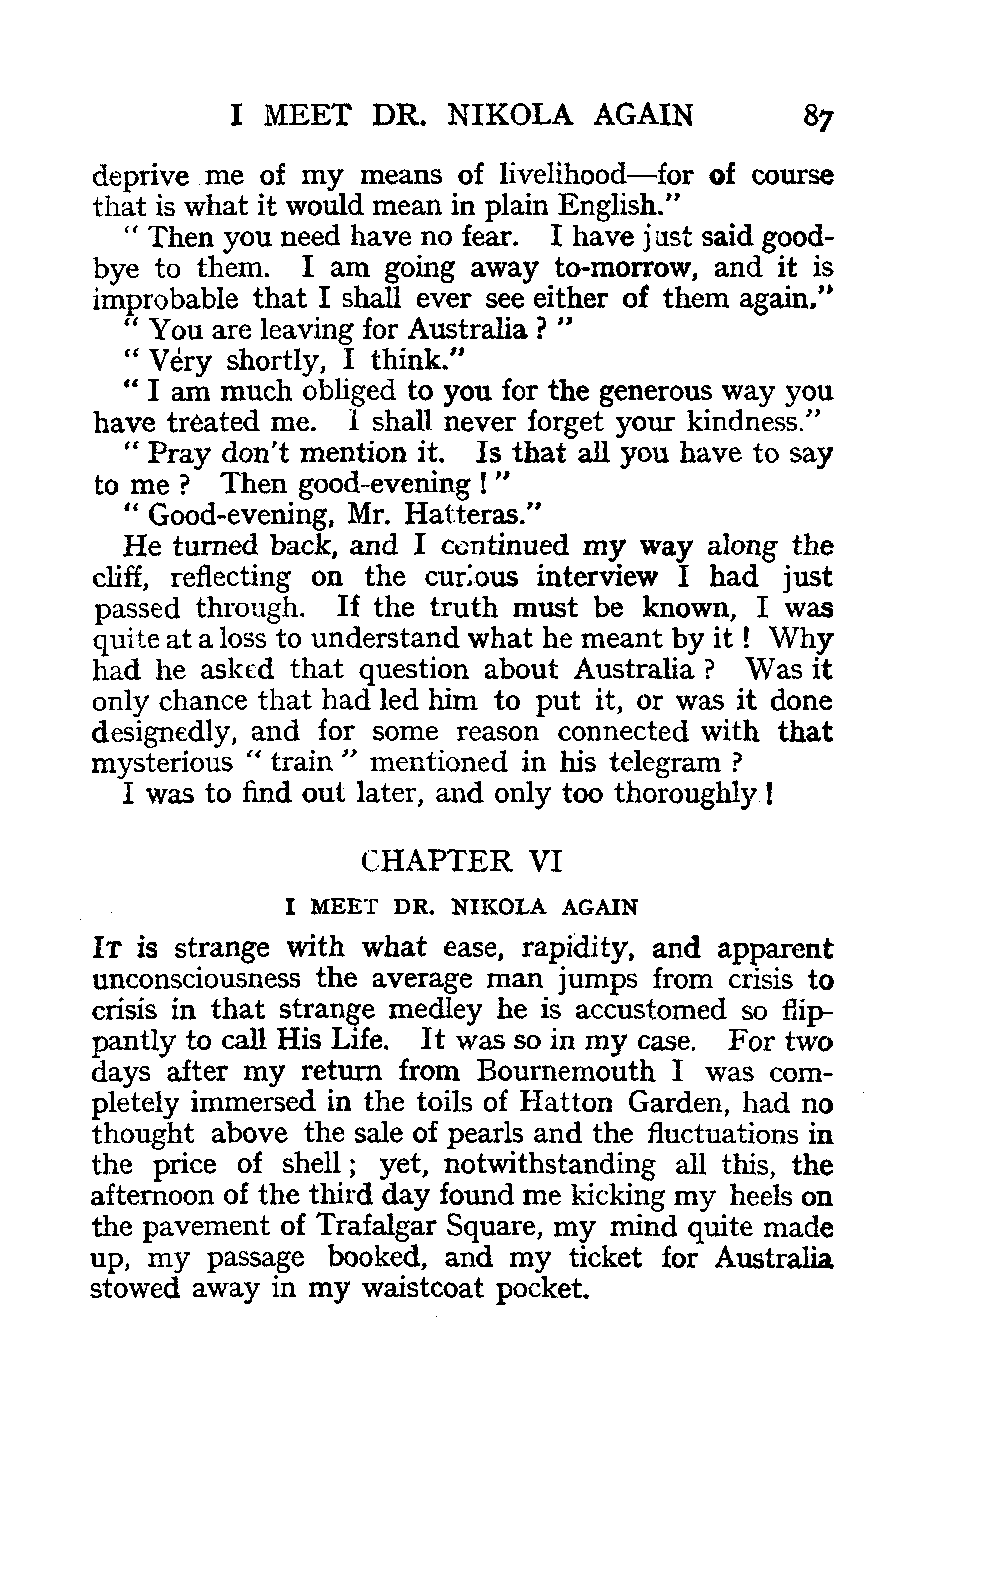 I MEET DR. NIKOLA AGAIN 87
deprive me of my means of livelihood—for of course
that is what it would mean in plain English."
" Then you need have no fear. I have just said good-
bye to them. I am going away to-morrow, and it is
improbable that I shall ever see either of them again."
" You are leaving for Australia ? "
" Very shortly, I think."
" I am much obliged to you for the generous way you
have treated me. I shall never forget your kindness."
" Pray don't mention it. Is that all you have to say
to me ? Then good-evening ! "
" Good-evening, Mr. Hatteras."
He turned back, and I continued my way along the
cliff, reflecting on the curious interview I had just
passed through. If the truth must be known, I was
quite at a loss to understand what he meant by it ! Why
had he asked that question about Australia ? Was it
only chance that had led him to put it, or was it done
designedly, and for some reason connected with that
mysterious " train " mentioned in his telegram ?
I was to find out later, and only too thoroughly !
CHAPTER VI
I MEET DR. NIKOLA AGAIN
IT is strange with what ease, rapidity, and apparent
unconsciousness the average man jumps from crisis to
crisis in that strange medley he is accustomed so flip-
pantly to call His Life. It was so in my case. For two
days after my return from Bournemouth I was com-
pletely immersed in the toils of Hatton Garden, had no
thought above the sale of pearls and the fluctuations in
the price of shell ; yet, notwithstanding all this, the
afternoon of the third day found me kicking my heels on
the pavement of Trafalgar Square, my mind quite made
up, my passage booked, and my ticket for Australia
stowed away in my waistcoat pocket.